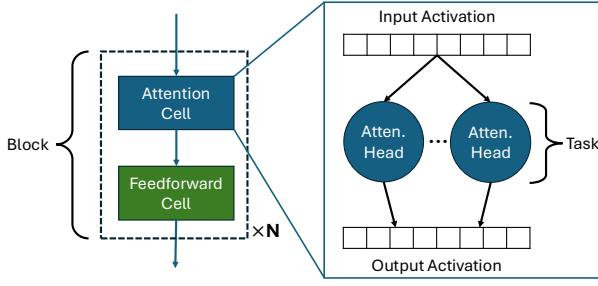 Block
Attention
Cell
Feedforward
Cell
×N
Input Activation
Atten.
Head
...
Atten.
Head
Task
Output Activation